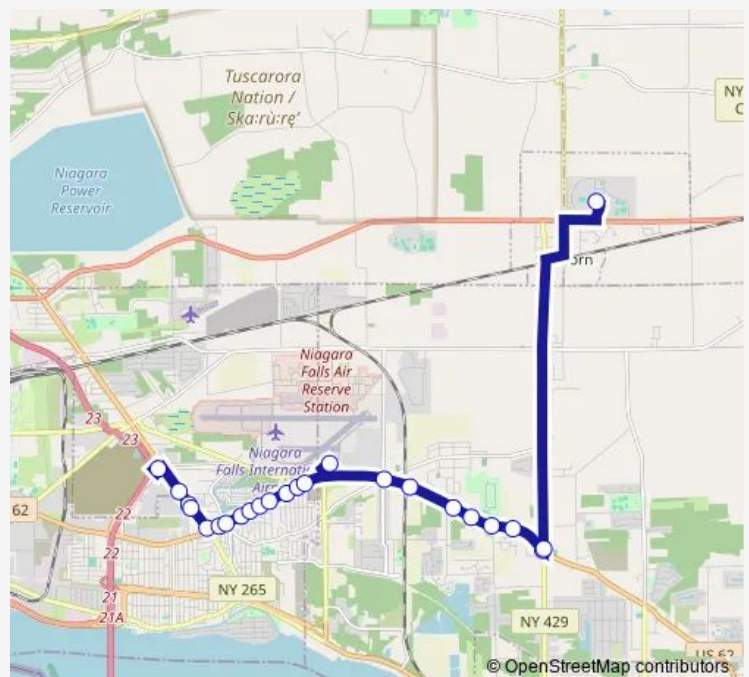 Tuscarora
Nation /
Ska:rù:rę'
NY
C
Niagara
Power
Reservoir
orn
Niagara
Falls Air
Reserve
Station
23
23
Niagara
Falls Internati
62
22
22
NY 265
21
21A
NY 429
US 62
© OpenStreetMap contributors